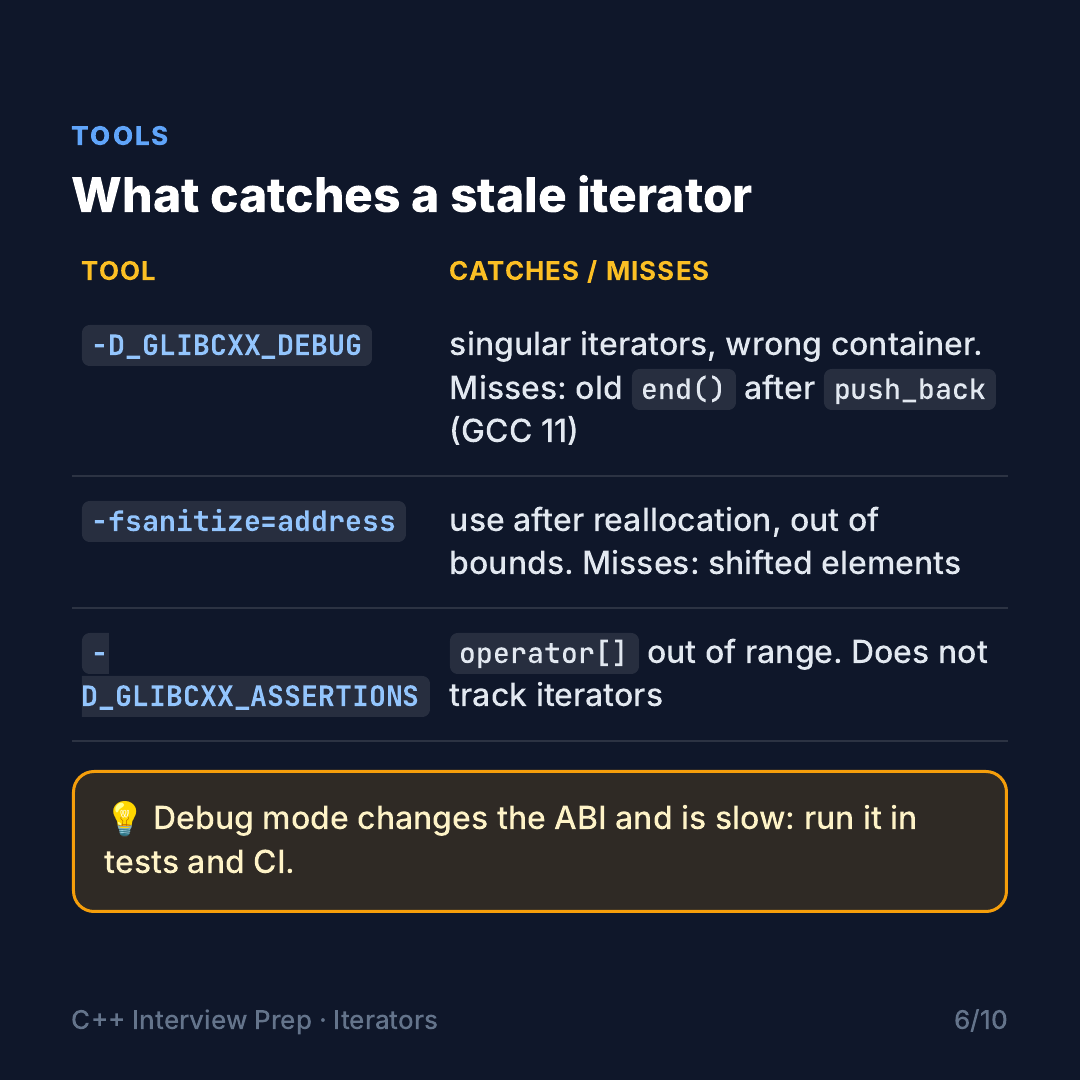 TOOLS
What catches a stale iterator
TOOL CATCHES / MISSES
-D_GLIBCXX_DEBUG singular iterators, wrong container.
Misses: old end() after push_back
(GCC 11)
-fsanitize=address use after reallocation, out of
bounds. Misses: shifted elements
- operator[] out of range. Does not
D_GLIBCXX_ASSERTIONS track iterators
💡 Debug mode changes the ABI and is slow: run it in
tests and CI.
C++ Interview Prep · Iterators 6/10